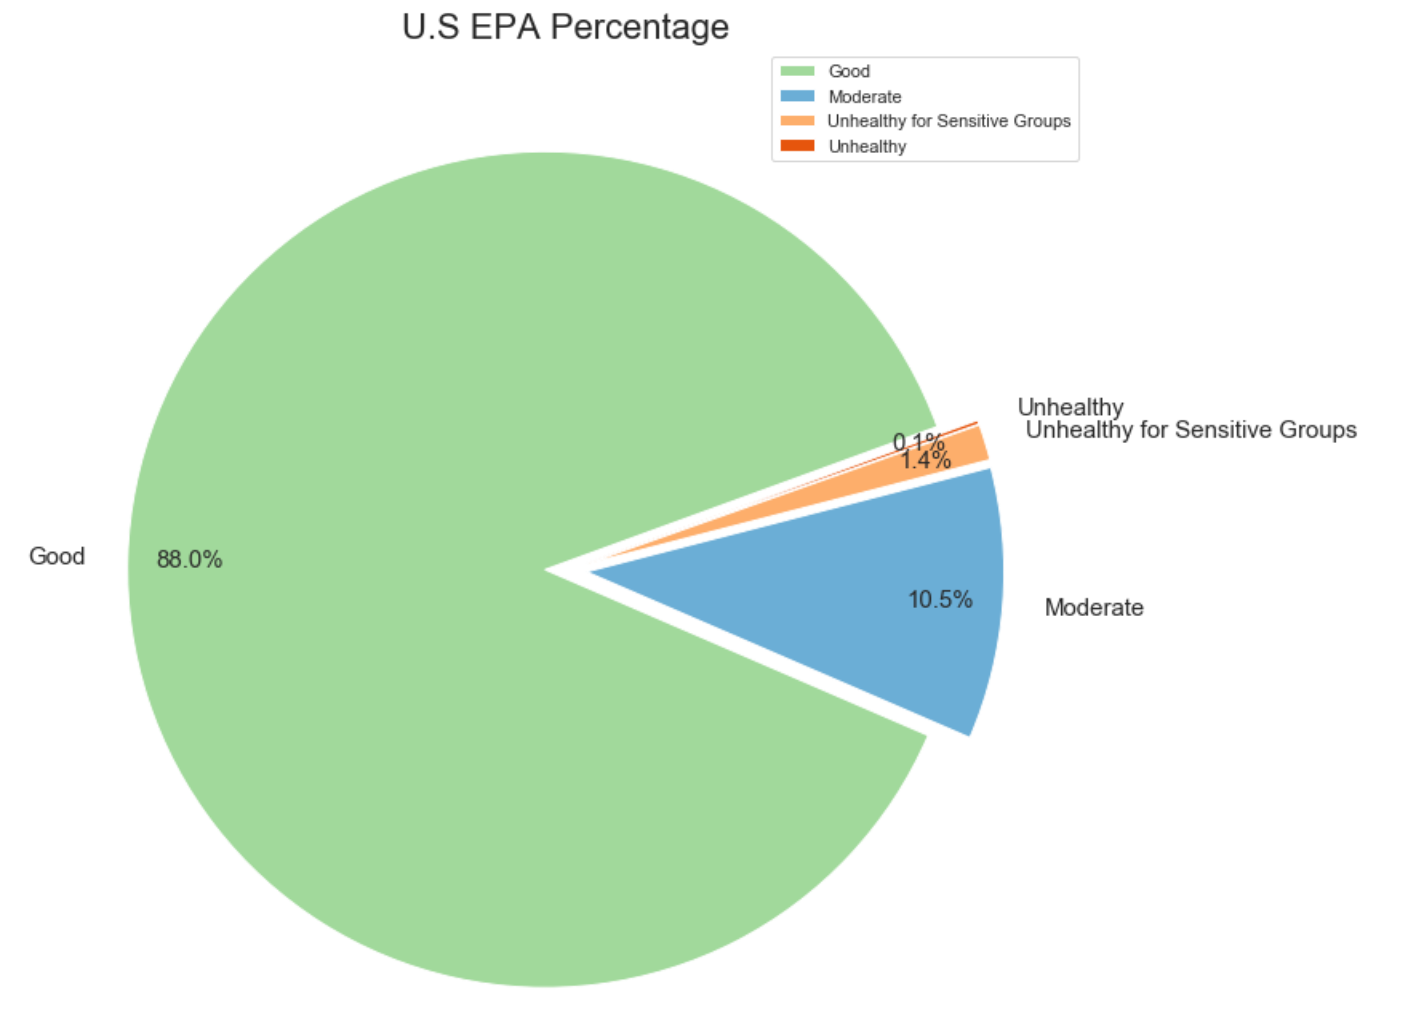 U.S EPA Percentage
Good
Moderate
Unhealthy for Sensitive Groups
Unhealthy
Unhealthy
0.1%
Unhealthy for Sensitive Groups
1.4%
Good
88.0%
10.5%
Moderate